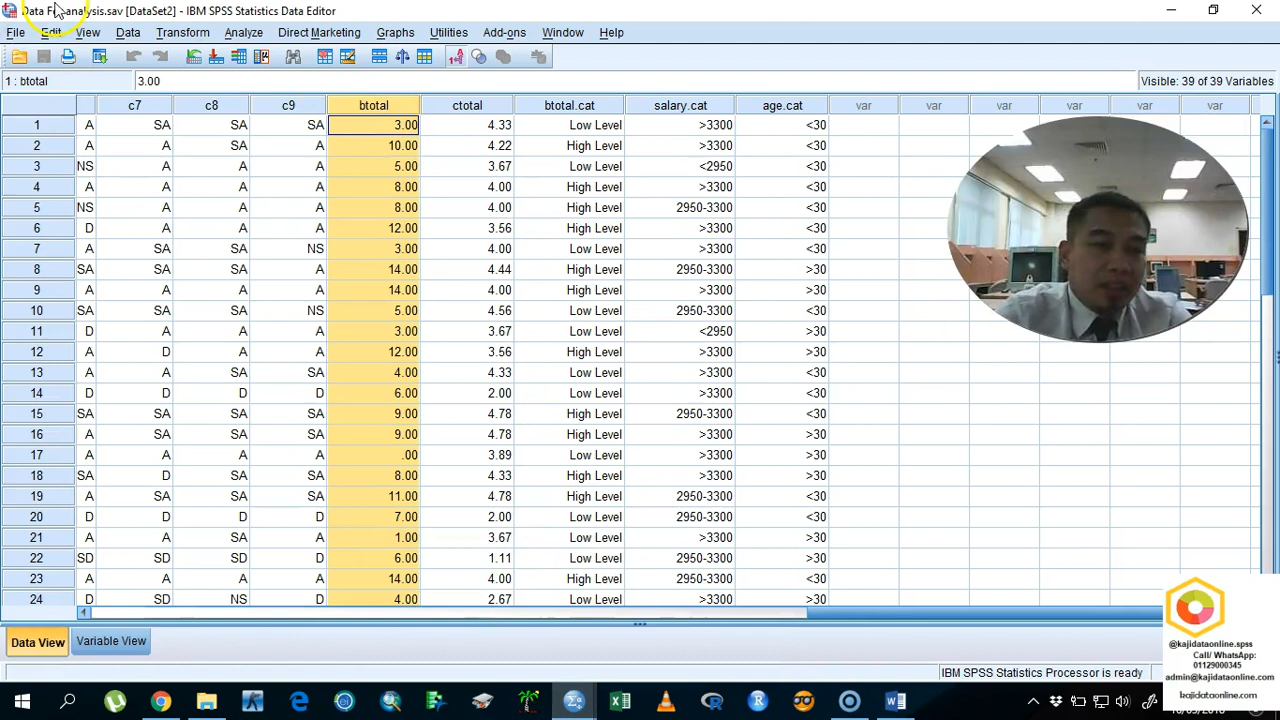 Data F analysis.sav [DataSet2] - IBM SPSS Statistics Data Editor
File Edit View Data Transform Analyze Direct Marketing Graphs Utilities Add-ons Window Help
1 : btotal 3.00 Visible: 39 of 39 Variables
c7 c8 c9 btotal ctotal btotal.cat salary.cat age.cat var var var var var var
1 A SA SA SA 3.00 4.33 Low Level >3300 <30
2 A A SA A 10.00 4.22 High Level >3300 <30
3 NS A A A 5.00 3.67 Low Level <2950 <30
4 A A A A 8.00 4.00 High Level >3300 <30
5 NS A A A 8.00 4.00 High Level 2950-3300 <30
6 D A A A 12.00 3.56 High Level >3300 <30
7 A SA SA NS 3.00 4.00 Low Level >3300 <30
8 SA SA SA A 14.00 4.44 High Level 2950-3300 >30
9 A A A A 14.00 4.00 High Level >3300 <30
10 SA SA SA NS 5.00 4.56 Low Level 2950-3300 >30
11 D A A A 3.00 3.67 Low Level <2950 >30
12 A D A A 12.00 3.56 High Level >3300 >30
13 A A SA SA 4.00 4.33 Low Level >3300 <30
14 D D D D 6.00 2.00 Low Level >3300 <30
15 SA SA SA SA 9.00 4.78 High Level 2950-3300 >30
16 A SA SA SA 9.00 4.78 High Level >3300 >30
17 A A A A .00 3.89 Low Level >3300 >30
18 SA D SA SA 8.00 4.33 High Level >3300 >30
19 A SA SA SA 11.00 4.78 High Level 2950-3300 <30
20 D D D D 7.00 2.00 Low Level 2950-3300 <30
21 A A SA A 1.00 3.67 Low Level >3300 <30
22 SD SD SD D 6.00 1.11 Low Level 2950-3300 >30
23 A A A A 14.00 4.00 High Level 2950-3300 <30
24 D SD NS D 4.00 2.67 Low Level >3300 >30
Data View Variable View
IBM SPSS Statistics Processor is ready
@kajidataonline.spss
Call/ WhatsApp:
01129000345
admin@kajidataonline.com
kajidataonline.com